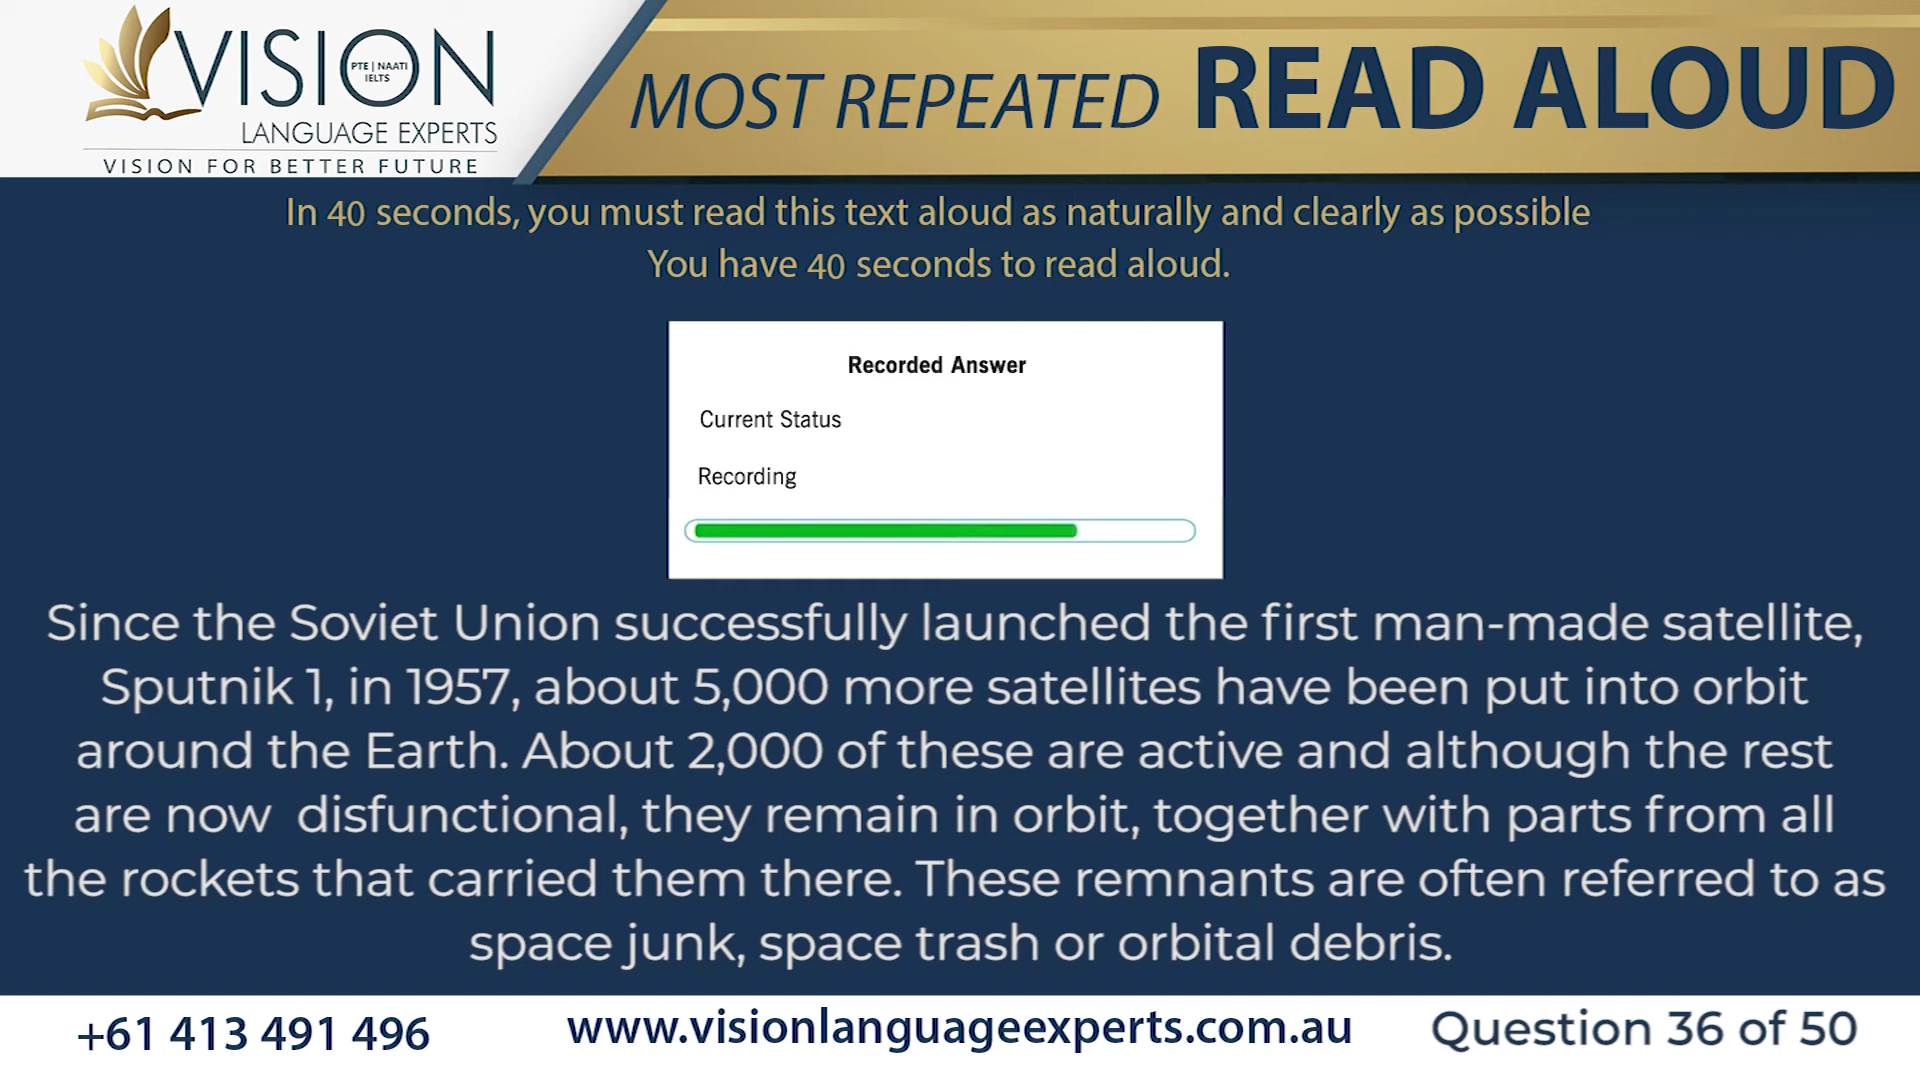 VISION
PTE | NAATI
IELTS
LANGUAGE EXPERTS
VISION FOR BETTER FUTURE
MOST REPEATED READ ALOUD
In 40 seconds, you must read this text aloud as naturally and clearly as possible
You have 40 seconds to read aloud.
Recorded Answer
Current Status
Recording
Since the Soviet Union successfully launched the first man-made satellite,
Sputnik 1, in 1957, about 5,000 more satellites have been put into orbit
around the Earth. About 2,000 of these are active and although the rest
are now disfunctional, they remain in orbit, together with parts from all
the rockets that carried them there. These remnants are often referred to as
space junk, space trash or orbital debris.
+61 413 491 496
www.visionlanguageexperts.com.au
Question 36 of 50